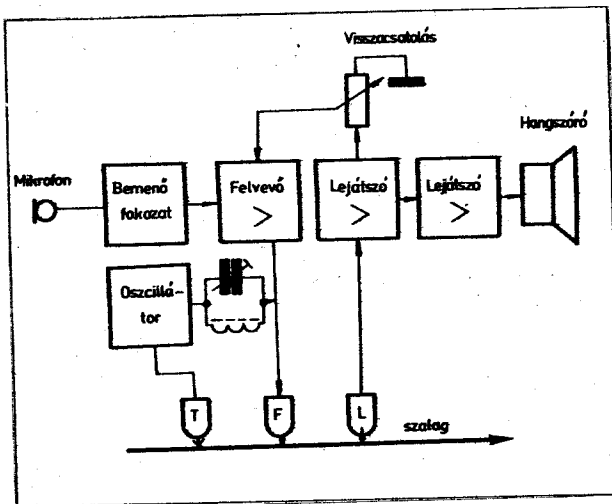 Visszacsatolás
Hangszóró
Mikrofon
Bemenő
fokozat
Felvevő
>
Lejátszó
>
Lejátszó
>
Oszcillá-
tor
T
F
L
szalag